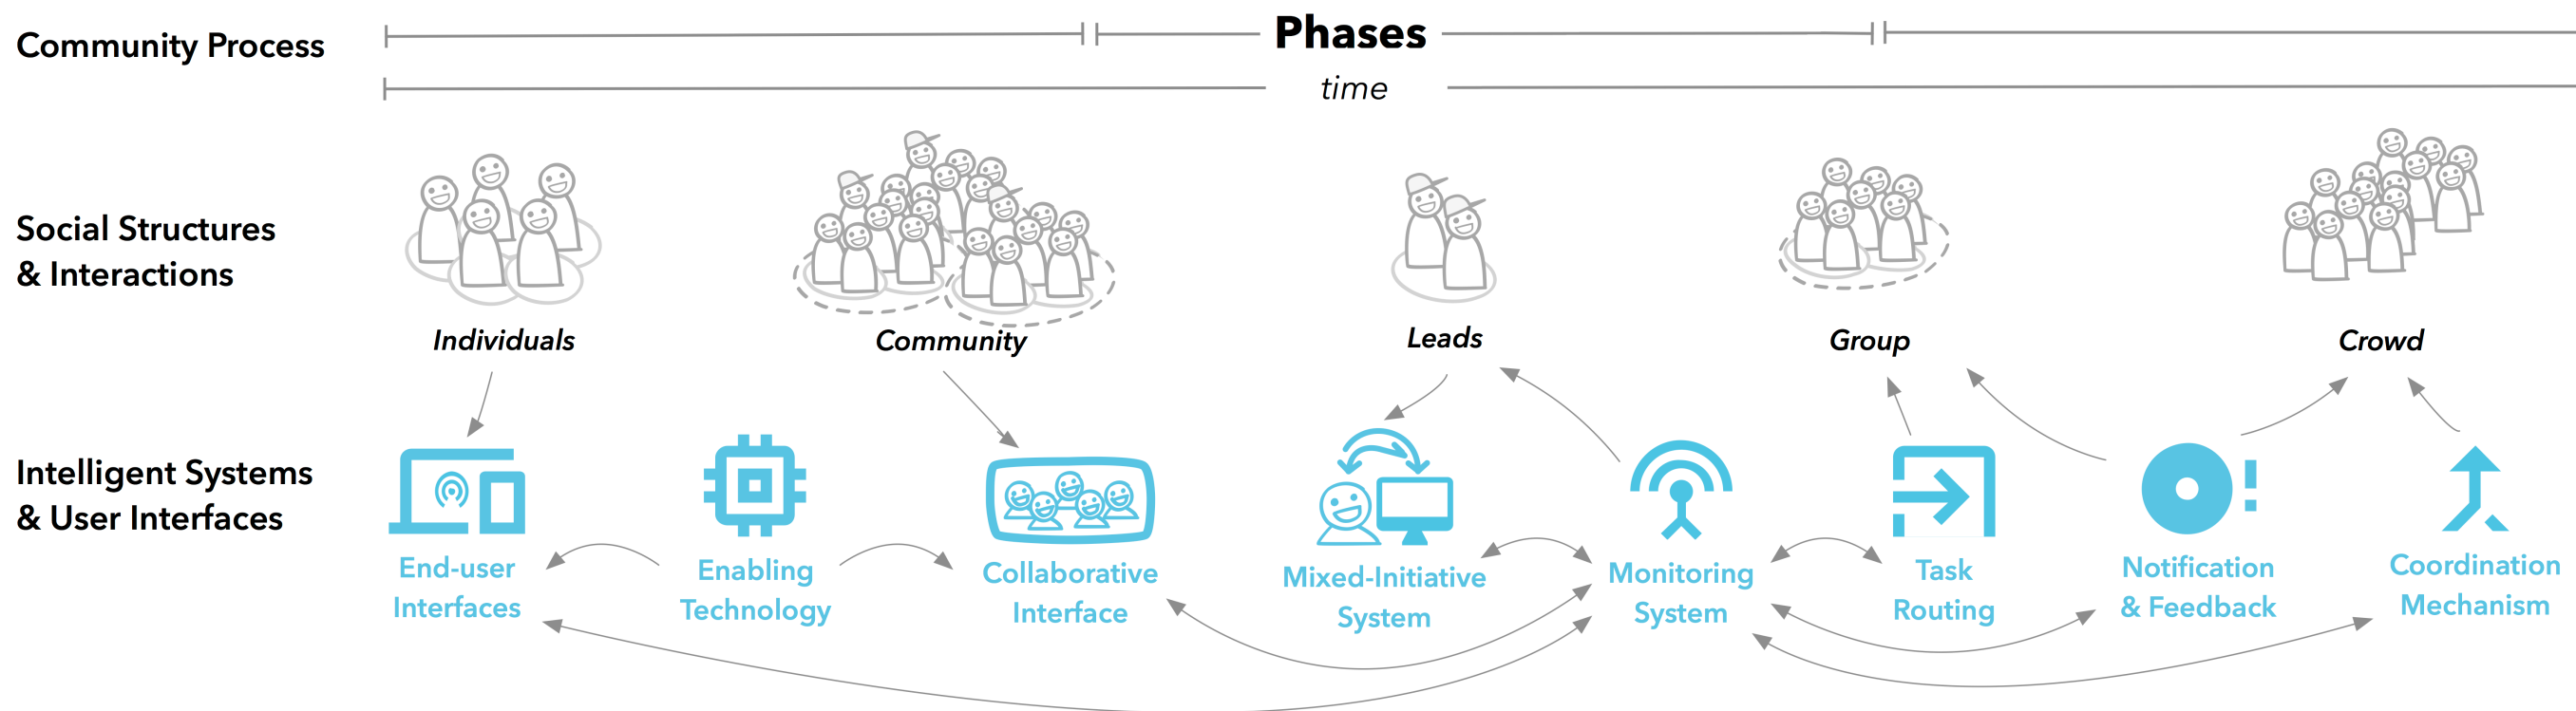 Community Process
Phases
time
Social Structures
& Interactions
Individuals
Community
Leads
Group
Crowd
Intelligent Systems
& User Interfaces
End-user
Interfaces
Enabling
Technology
Collaborative
Interface
Mixed-Initiative
System
Monitoring
System
Task
Routing
Notification
& Feedback
Coordination
Mechanism